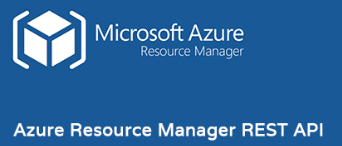 Microsoft Azure
Resource Manager
Azure Resource Manager REST API